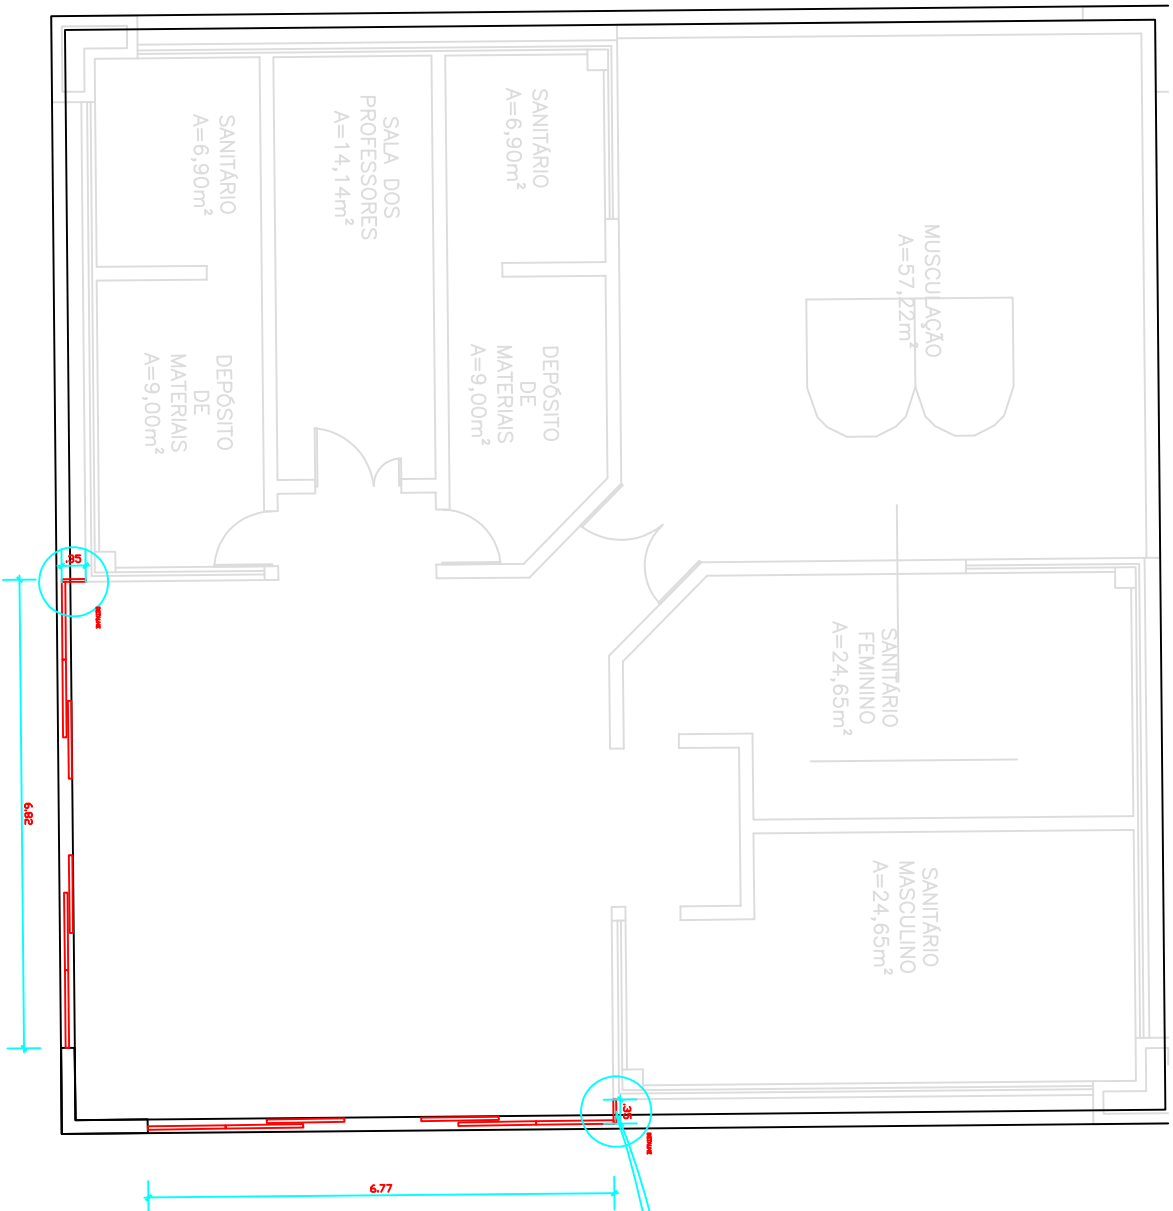 SANITÁRIO
A=6,90m²
SALA DOS
PROFESSORES
A=14,14m²
SANITÁRIO
A=6,90m²
MUSCULAÇÃO
A=57,22m²
DEPÓSITO
DE
MATERIAIS
A=9,00m²
DEPÓSITO
DE
MATERIAIS
A=9,00m²
SANITÁRIO
FEMININO
A=24,65m²
SANITÁRIO
MASCULINO
A=24,65m²
6.82
.35
6.77